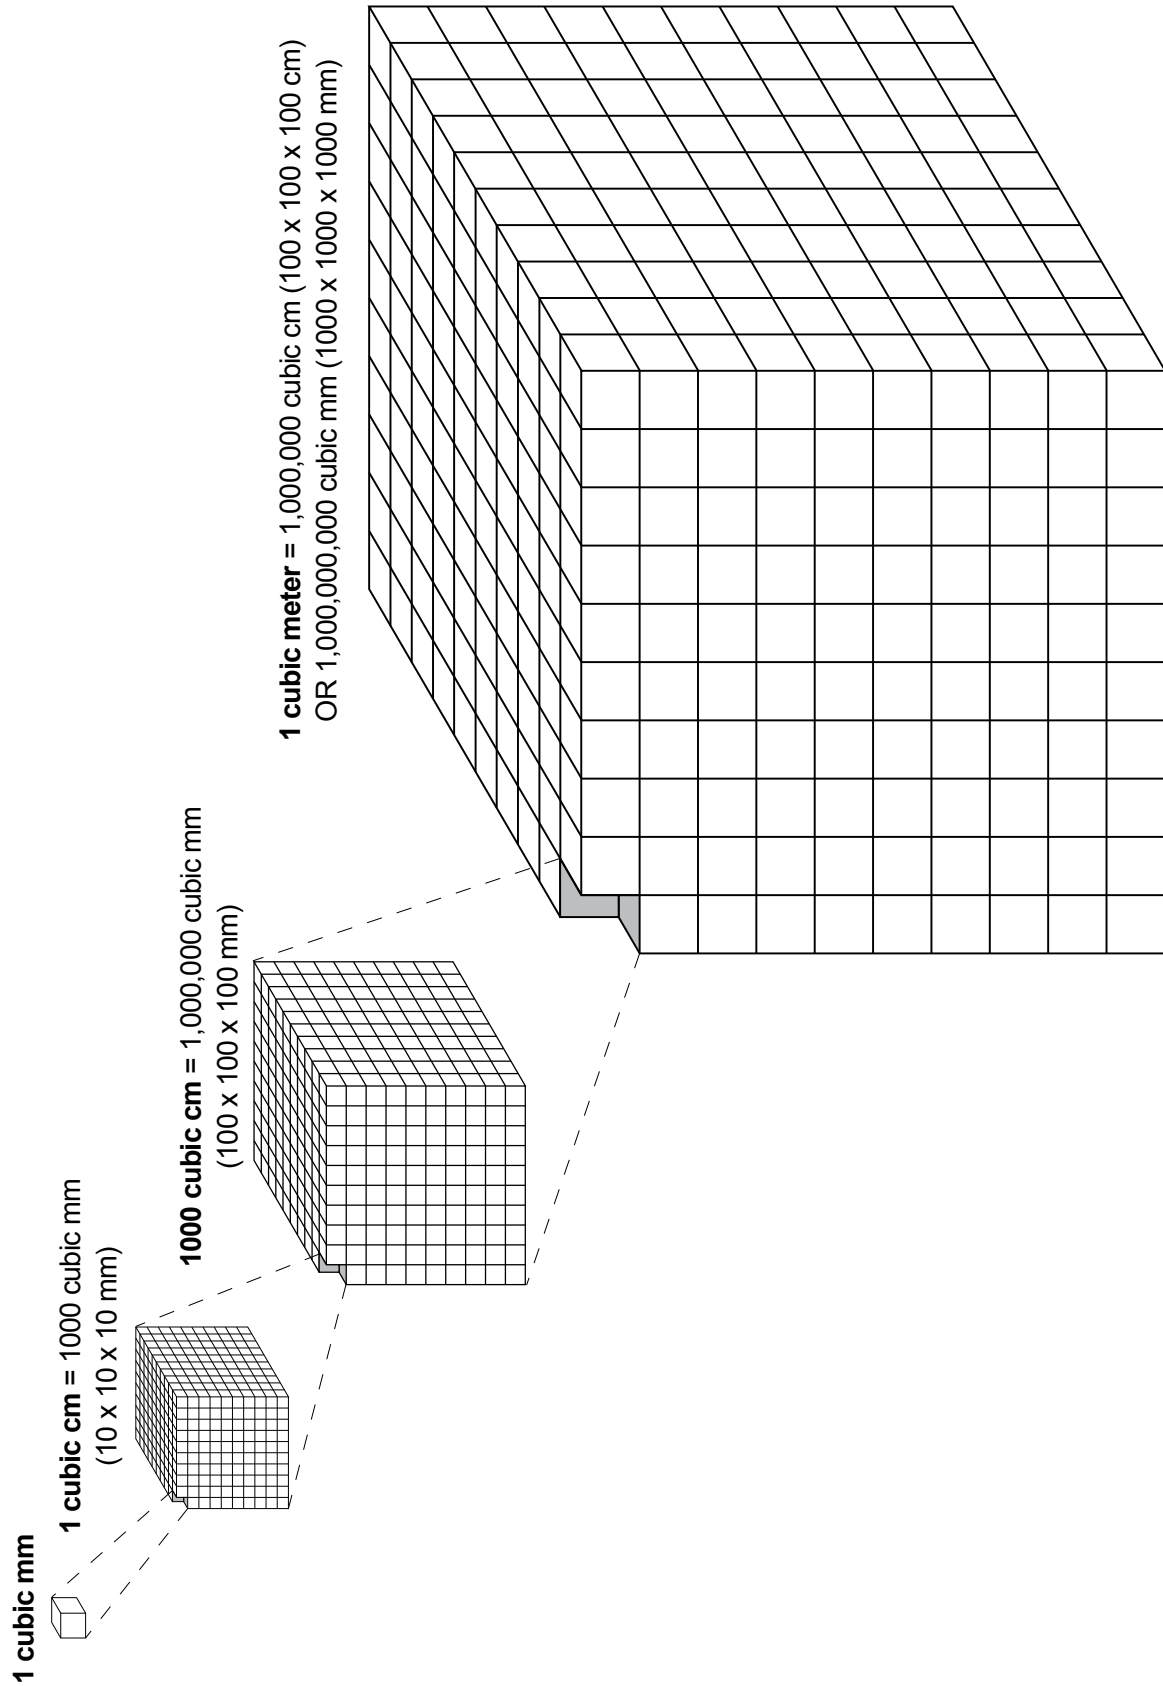 1 cubic mm
1 cubic cm = 1000 cubic mm
(10 x 10 x 10 mm)
1000 cubic cm = 1,000,000 cubic mm
(100 x 100 x 100 mm)
1 cubic meter = 1,000,000 cubic cm (100 x 100 x 100 cm)
OR 1,000,000,000 cubic mm (1000 x 1000 x 1000 mm)